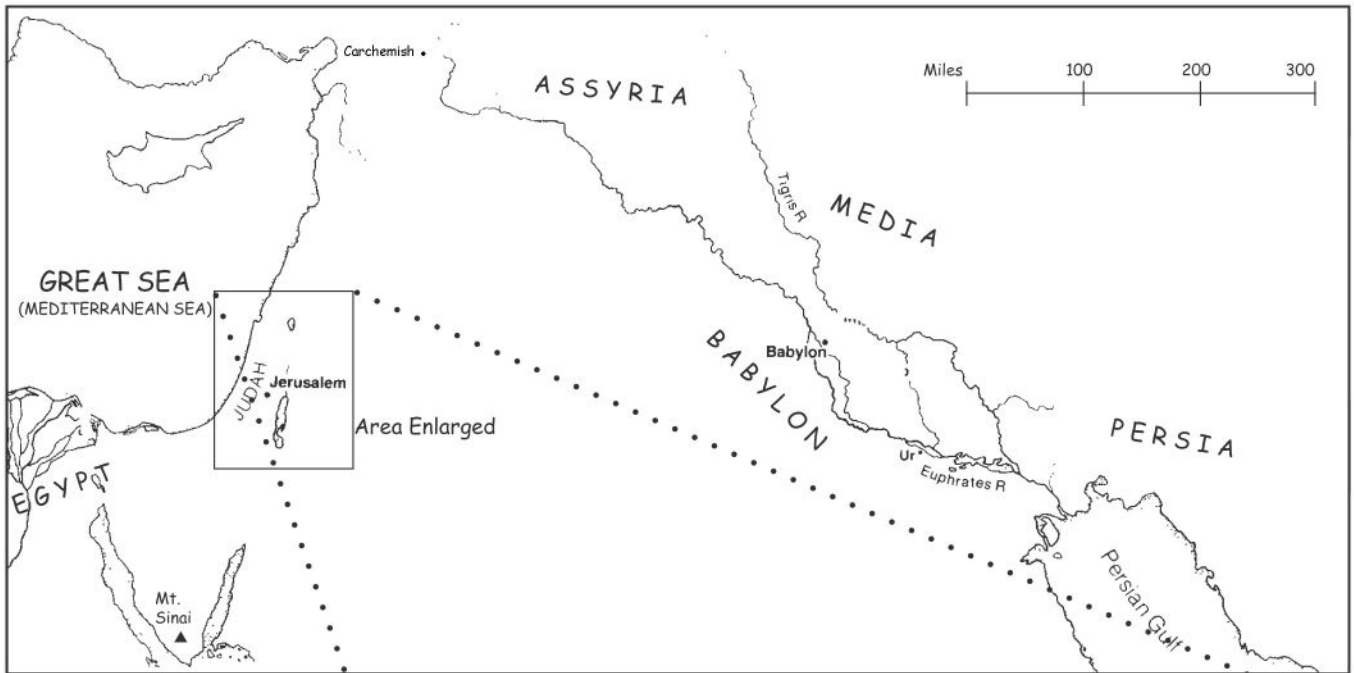 Carchemish
ASSYRIA
Miles 100 200 300
Tigris R
MEDIA
GREAT SEA
(MEDITERRANEAN SEA)
JUDAH
Jerusalem
Area Enlarged
Babylon
BABYLON
Ur
Euphrates R
PERSIA
EGYPT
Mt.
Sinai
Persian Gulf